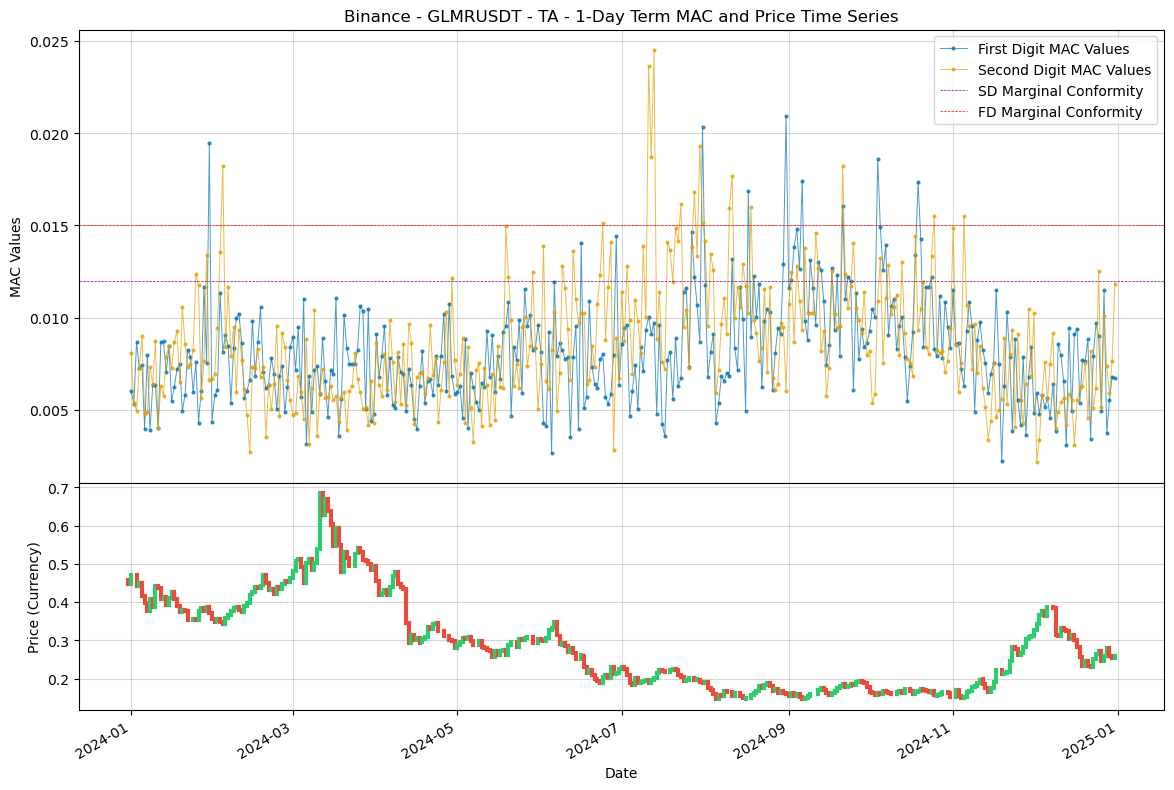 Binance - GLMRUSDT - TA - 1-Day Term MAC and Price Time Series
First Digit MAC Values
Second Digit MAC Values
SD Marginal Conformity
FD Marginal Conformity
MAC Values
0.025
0.020
0.015
0.010
0.005
Price (Currency)
0.7
0.6
0.5
0.4
0.3
0.2
2024-01
2024-03
2024-05
2024-07
2024-09
2024-11
2025-01
Date